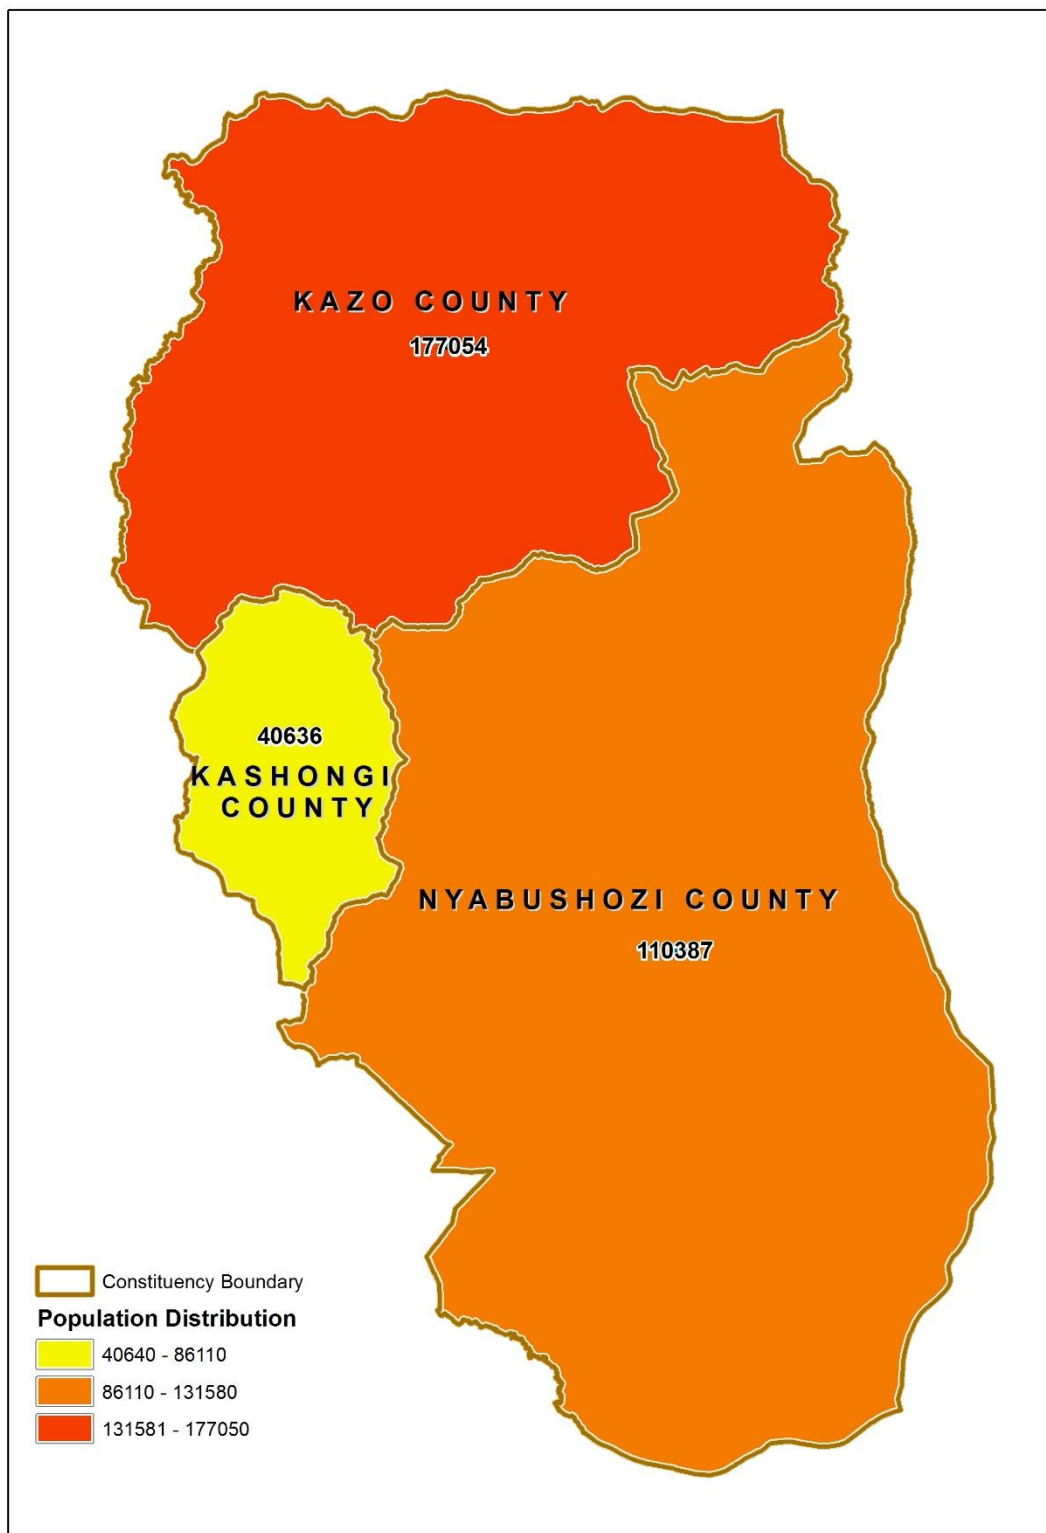 KAZO COUNTY
177054
40636
KASHONGI
COUNTY
NYABUSHOZI COUNTY
110387
Constituency Boundary
Population Distribution
40640 - 86110
86110 - 131580
131581 - 177050